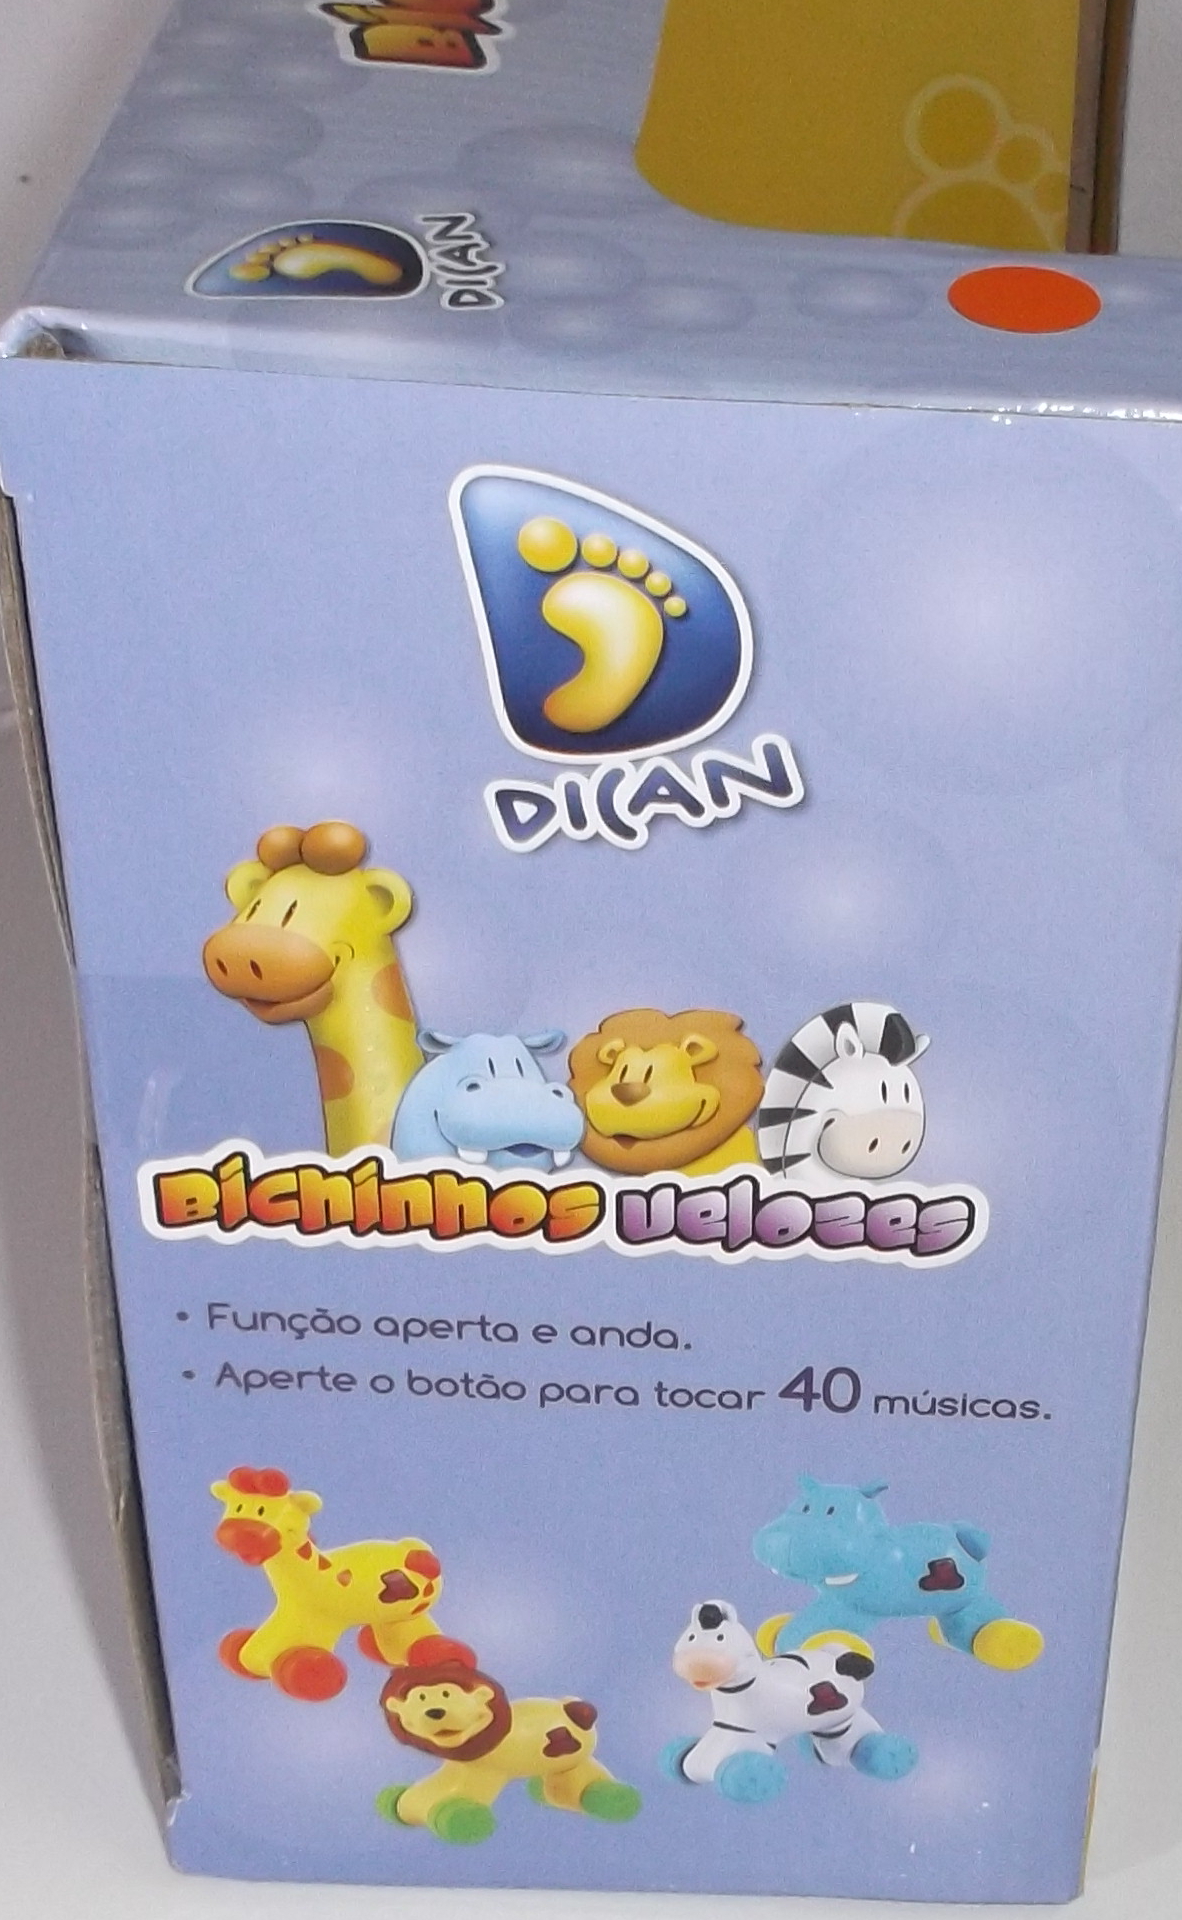 DICAN
DICAN
Bichinhos Velozes
• Função aperta e anda.
• Aperte o botão para tocar 40 músicas.